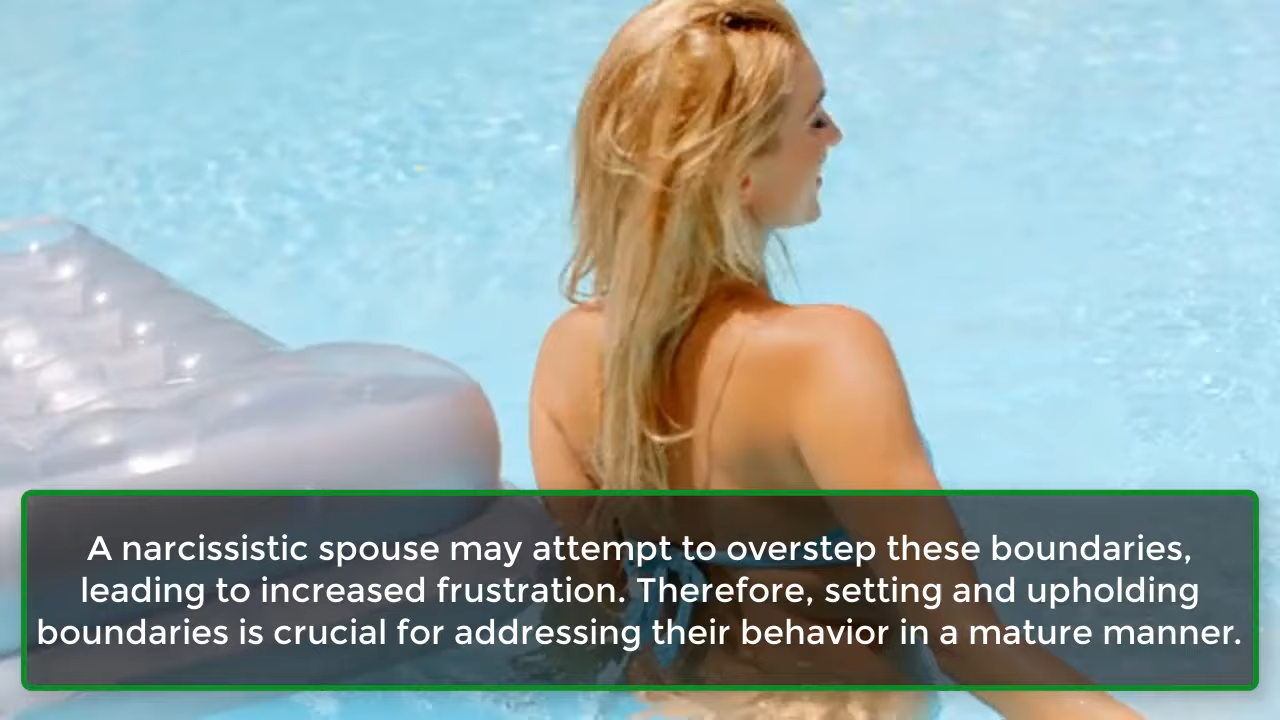 A narcissistic spouse may attempt to overstep these boundaries,
leading to increased frustration. Therefore, setting and upholding
boundaries is crucial for addressing their behavior in a mature manner.